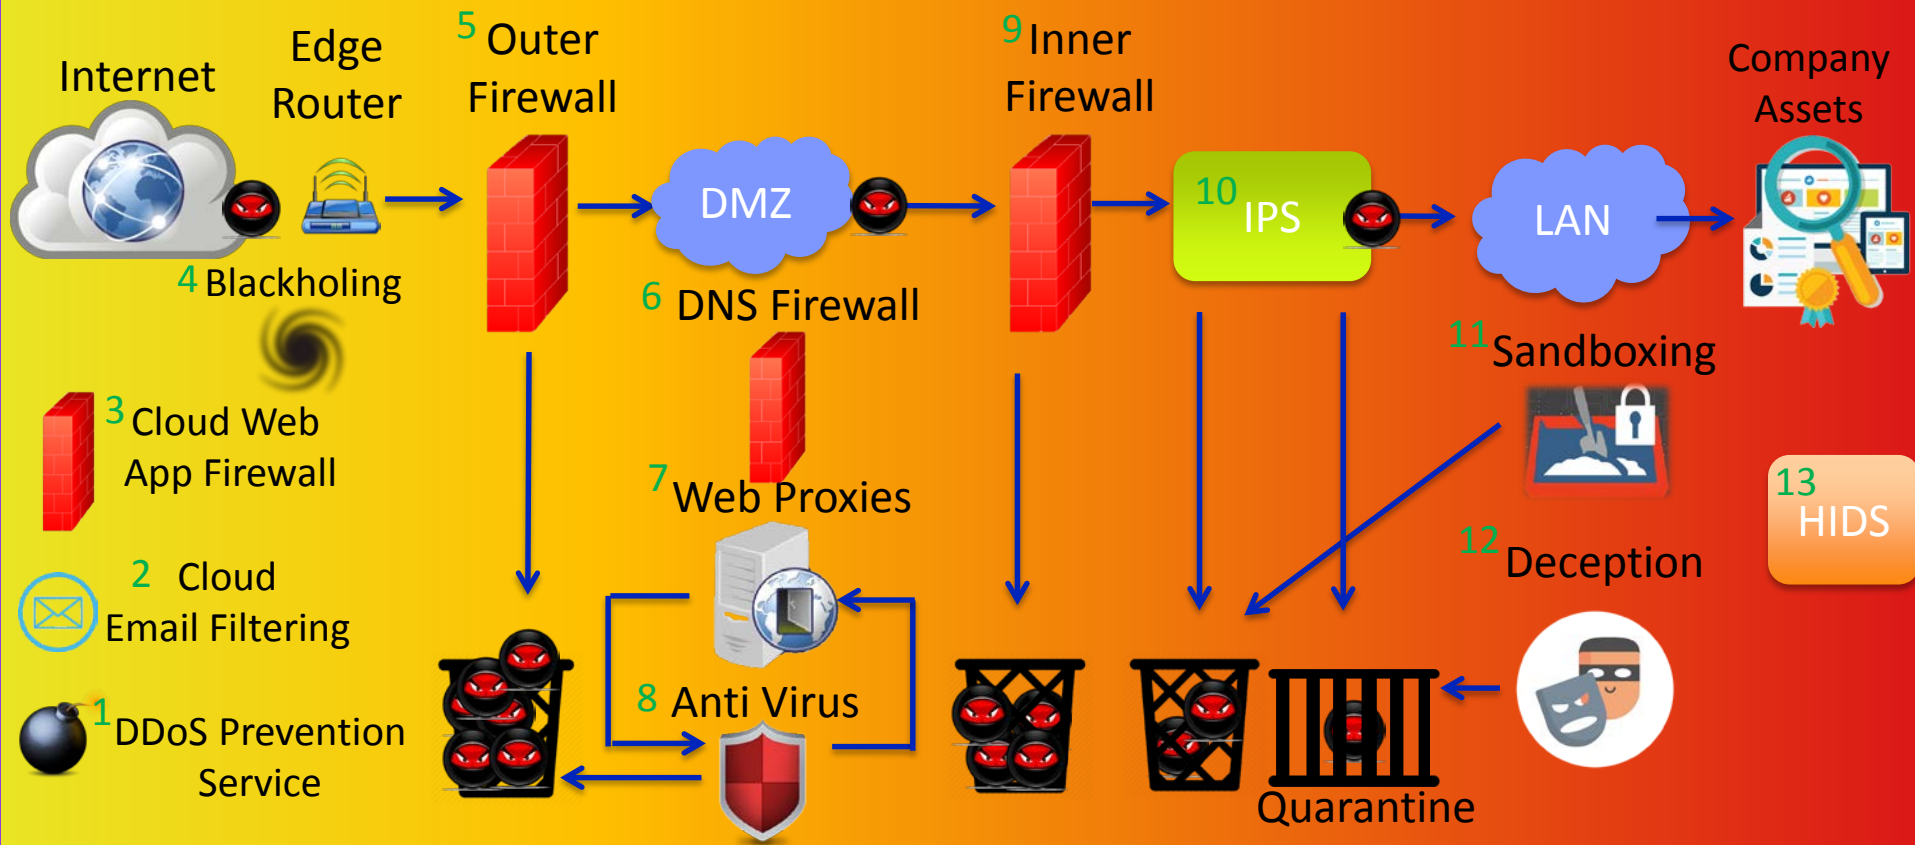 Internet
Edge
Router
5 Outer
Firewall
9 Inner
Firewall
Company
Assets
DMZ
10 IPS
LAN
4 Blackholing
6 DNS Firewall
11 Sandboxing
3 Cloud Web
App Firewall
7 Web Proxies
13
HIDS
12 Deception
2 Cloud
Email Filtering
8 Anti Virus
1 DDoS Prevention
Service
Quarantine